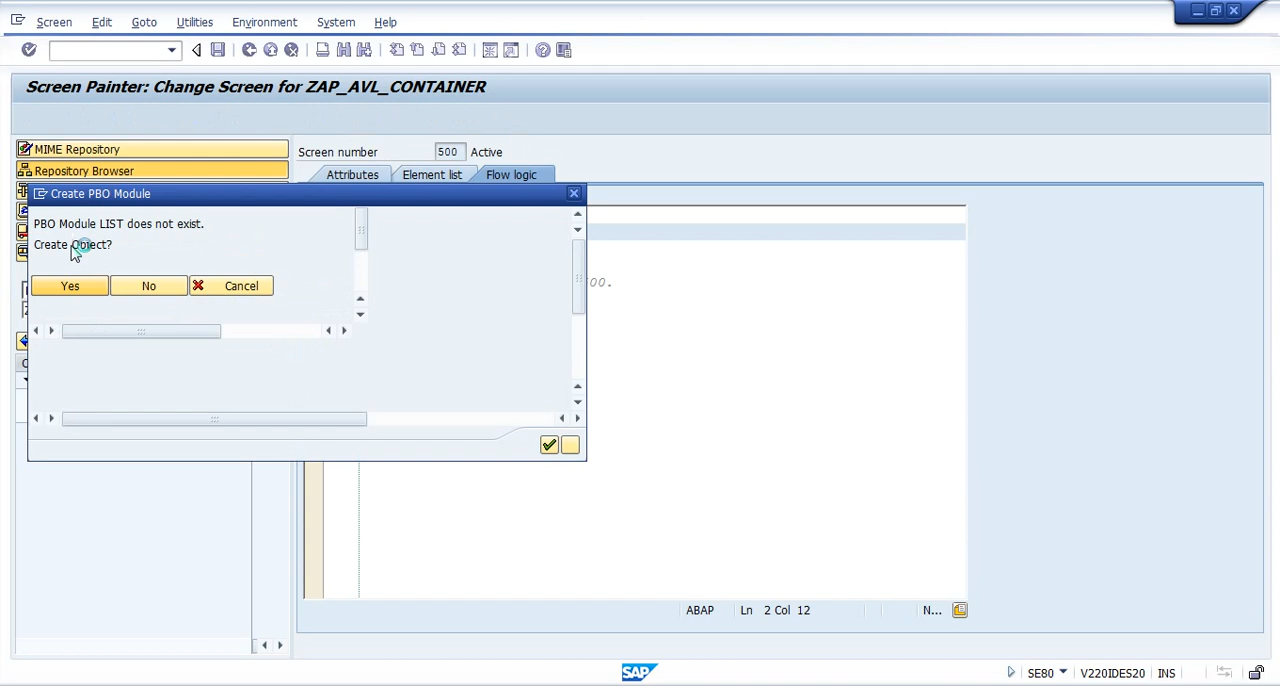 Screen Edit Goto Utilities Environment System Help
Screen Painter: Change Screen for ZAP_AVL_CONTAINER
MIME Repository
Repository Browser
Screen number 500 Active
Attributes Element list Flow logic
Create PBO Module
PBO Module LIST does not exist.
Create Object?
Yes No Cancel
00.
ABAP Ln 2 Col 12 N...
SAP SE80 V220IDES20 INS